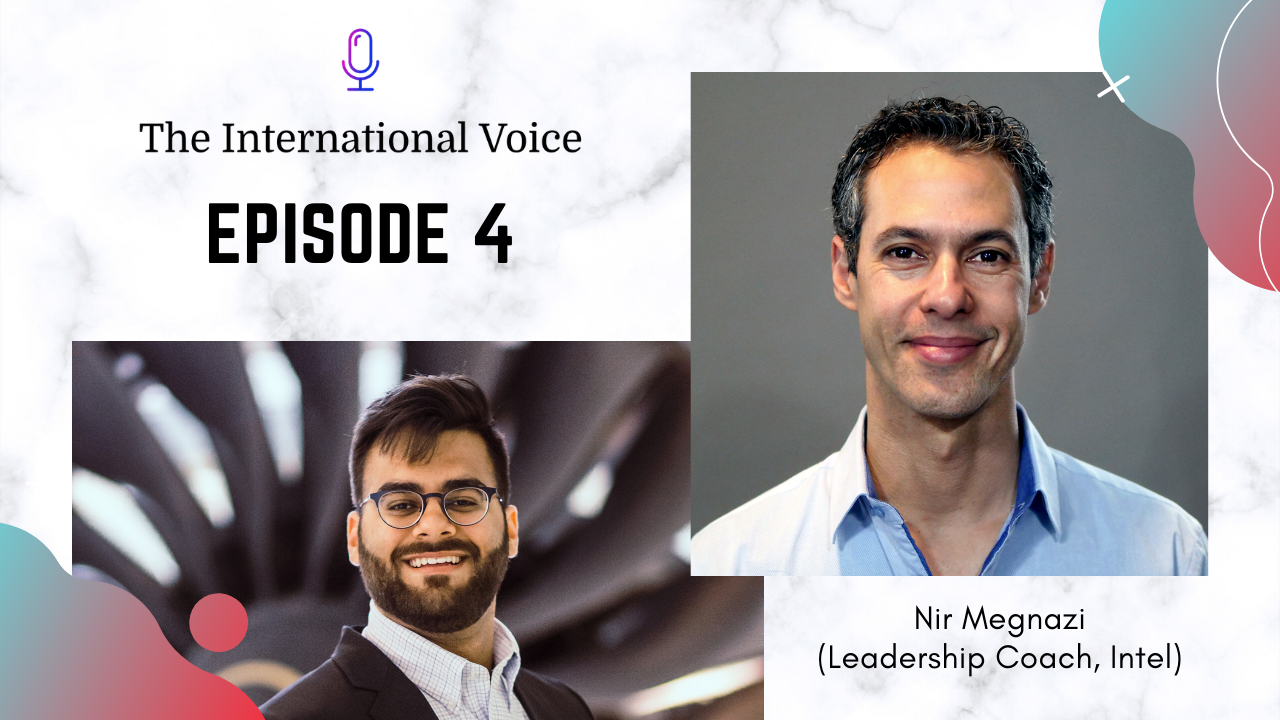 The International Voice
EPISODE 4
Nir Megnazi
(Leadership Coach, Intel)